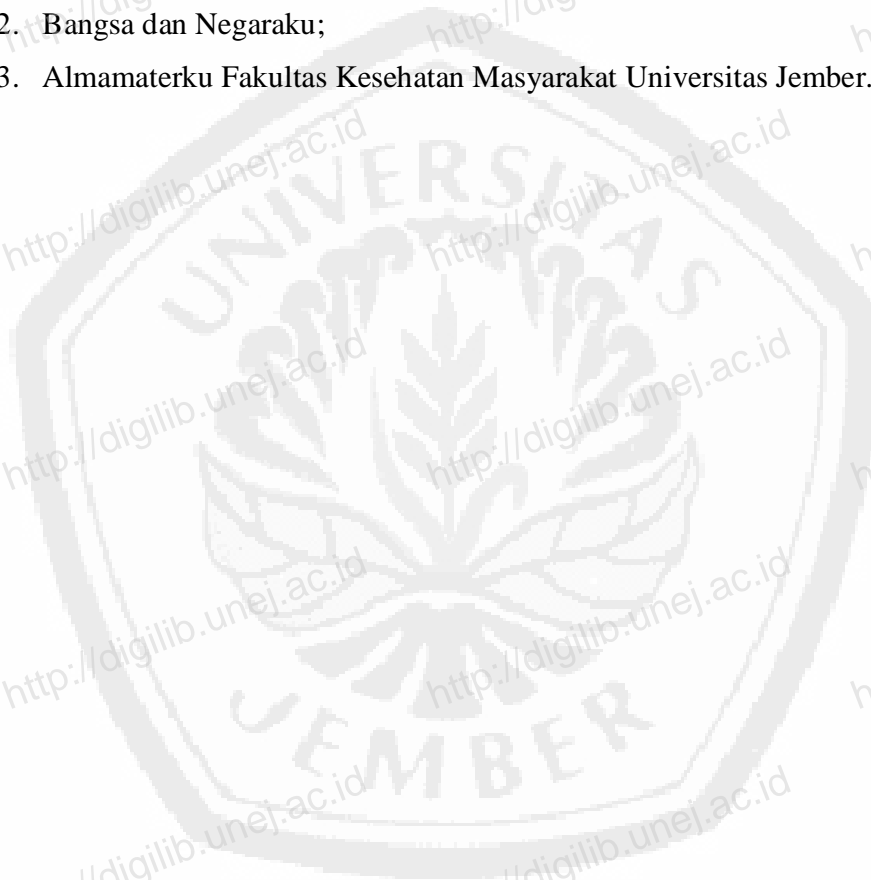 2. Bangsa dan Negaraku;
3. Almamaterku Fakultas Kesehatan Masyarakat Universitas Jember.
http://digilib.unej.ac.id
http://digilib.unej.ac.id
UNIVERSITAS
http://digilib.unej.ac.id
http://digilib.unej.ac.id
http://digilib.unej.ac.id
http://digilib.unej.ac.id
JEMBER
//digilib.unej.ac.id
//digilib.unej.ac.id